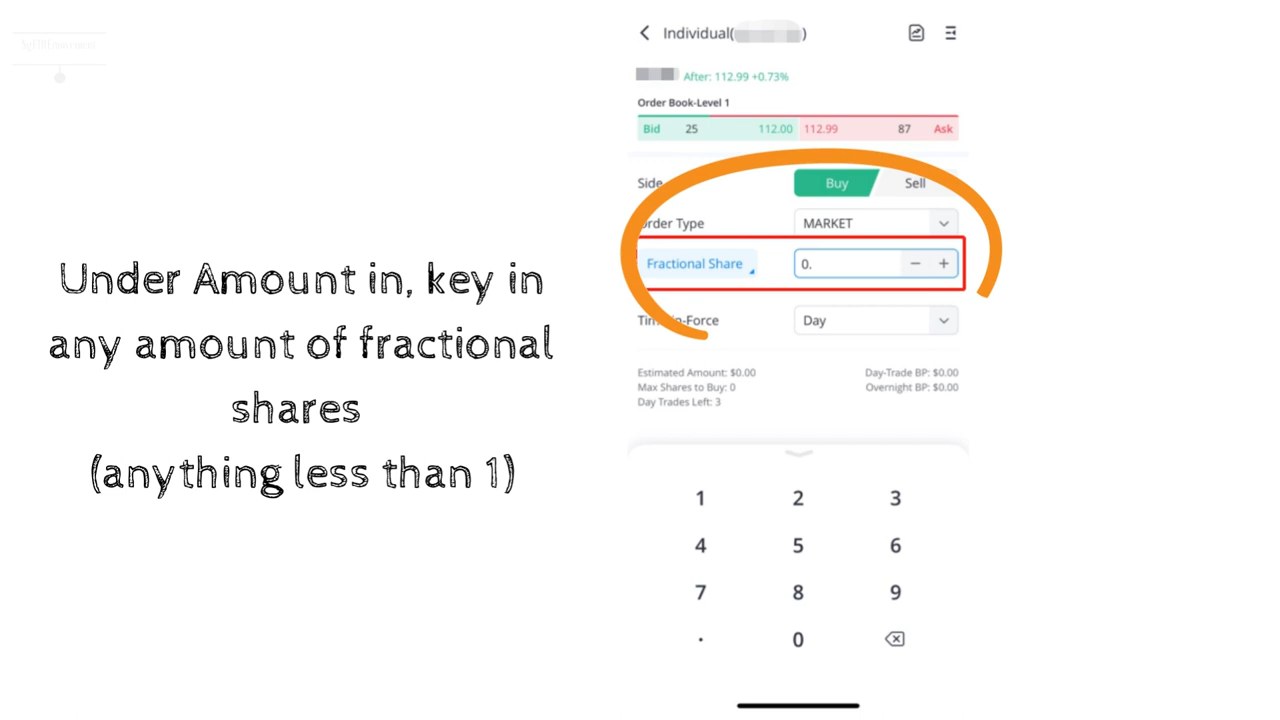 Individual( )
After: 112.99 +0.73%
Order Book-Level 1
Bid 25 112.00 112.99 87 Ask
Side Buy Sell
Order Type MARKET
Fractional Share 0. − +
Day
Estimated Amount: $0.00 Day-Trade BP: $0.00
Max Shares to Buy: 0 Overnight BP: $0.00
Day Trades Left: 3
1 2 3
4 5 6
7 8 9
. 0
Under Amount in, key in
any amount of fractional
shares
(anything less than 1)